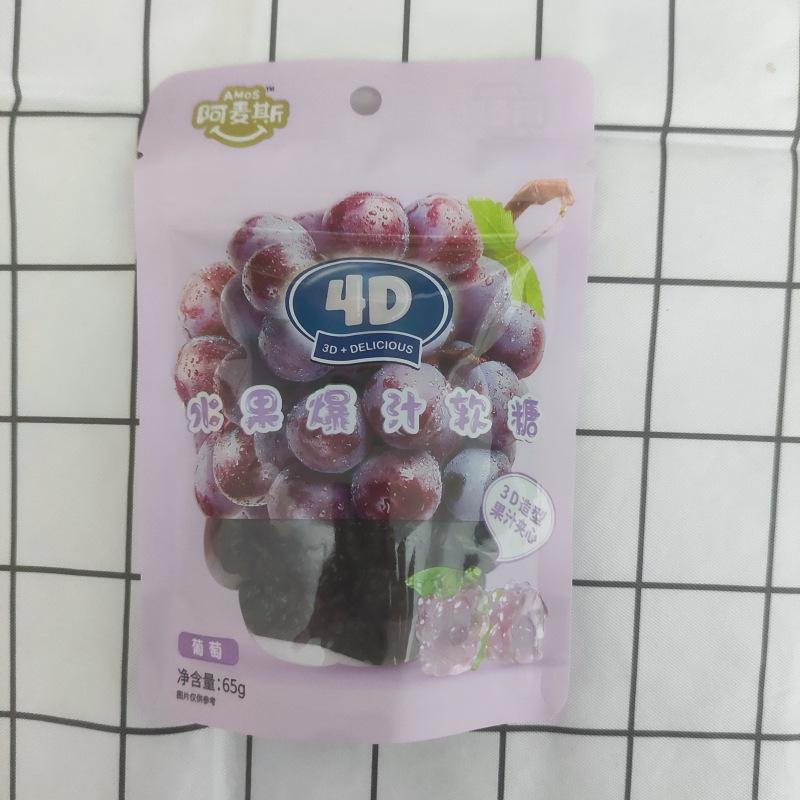 AMOS™
阿麦斯
4D
3D + DELICIOUS
水果爆汁软糖
3D造型
果汁夹心
葡萄
净含量:65g
图片仅供参考